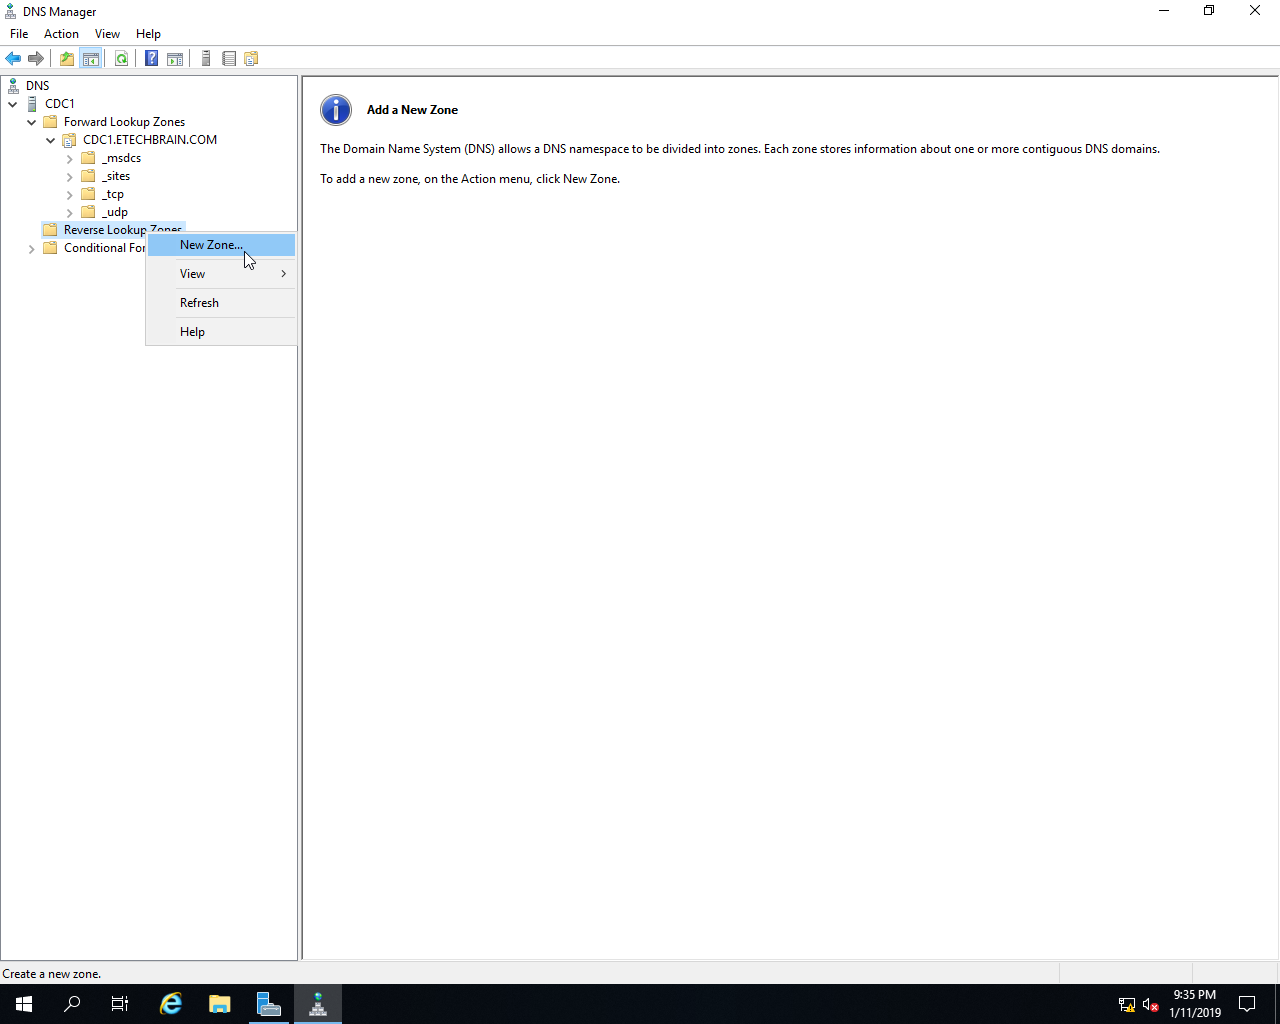 DNS Manager
File Action View Help
DNS
CDC1
Forward Lookup Zones
CDC1.ETECHBRAIN.COM
_msdcs
_sites
_tcp
_udp
Reverse Lookup Zones
Conditional For
New Zone...
View
Refresh
Help
Add a New Zone
The Domain Name System (DNS) allows a DNS namespace to be divided into zones. Each zone stores information about one or more contiguous DNS domains.
To add a new zone, on the Action menu, click New Zone.
Create a new zone.
9:35 PM
1/11/2019